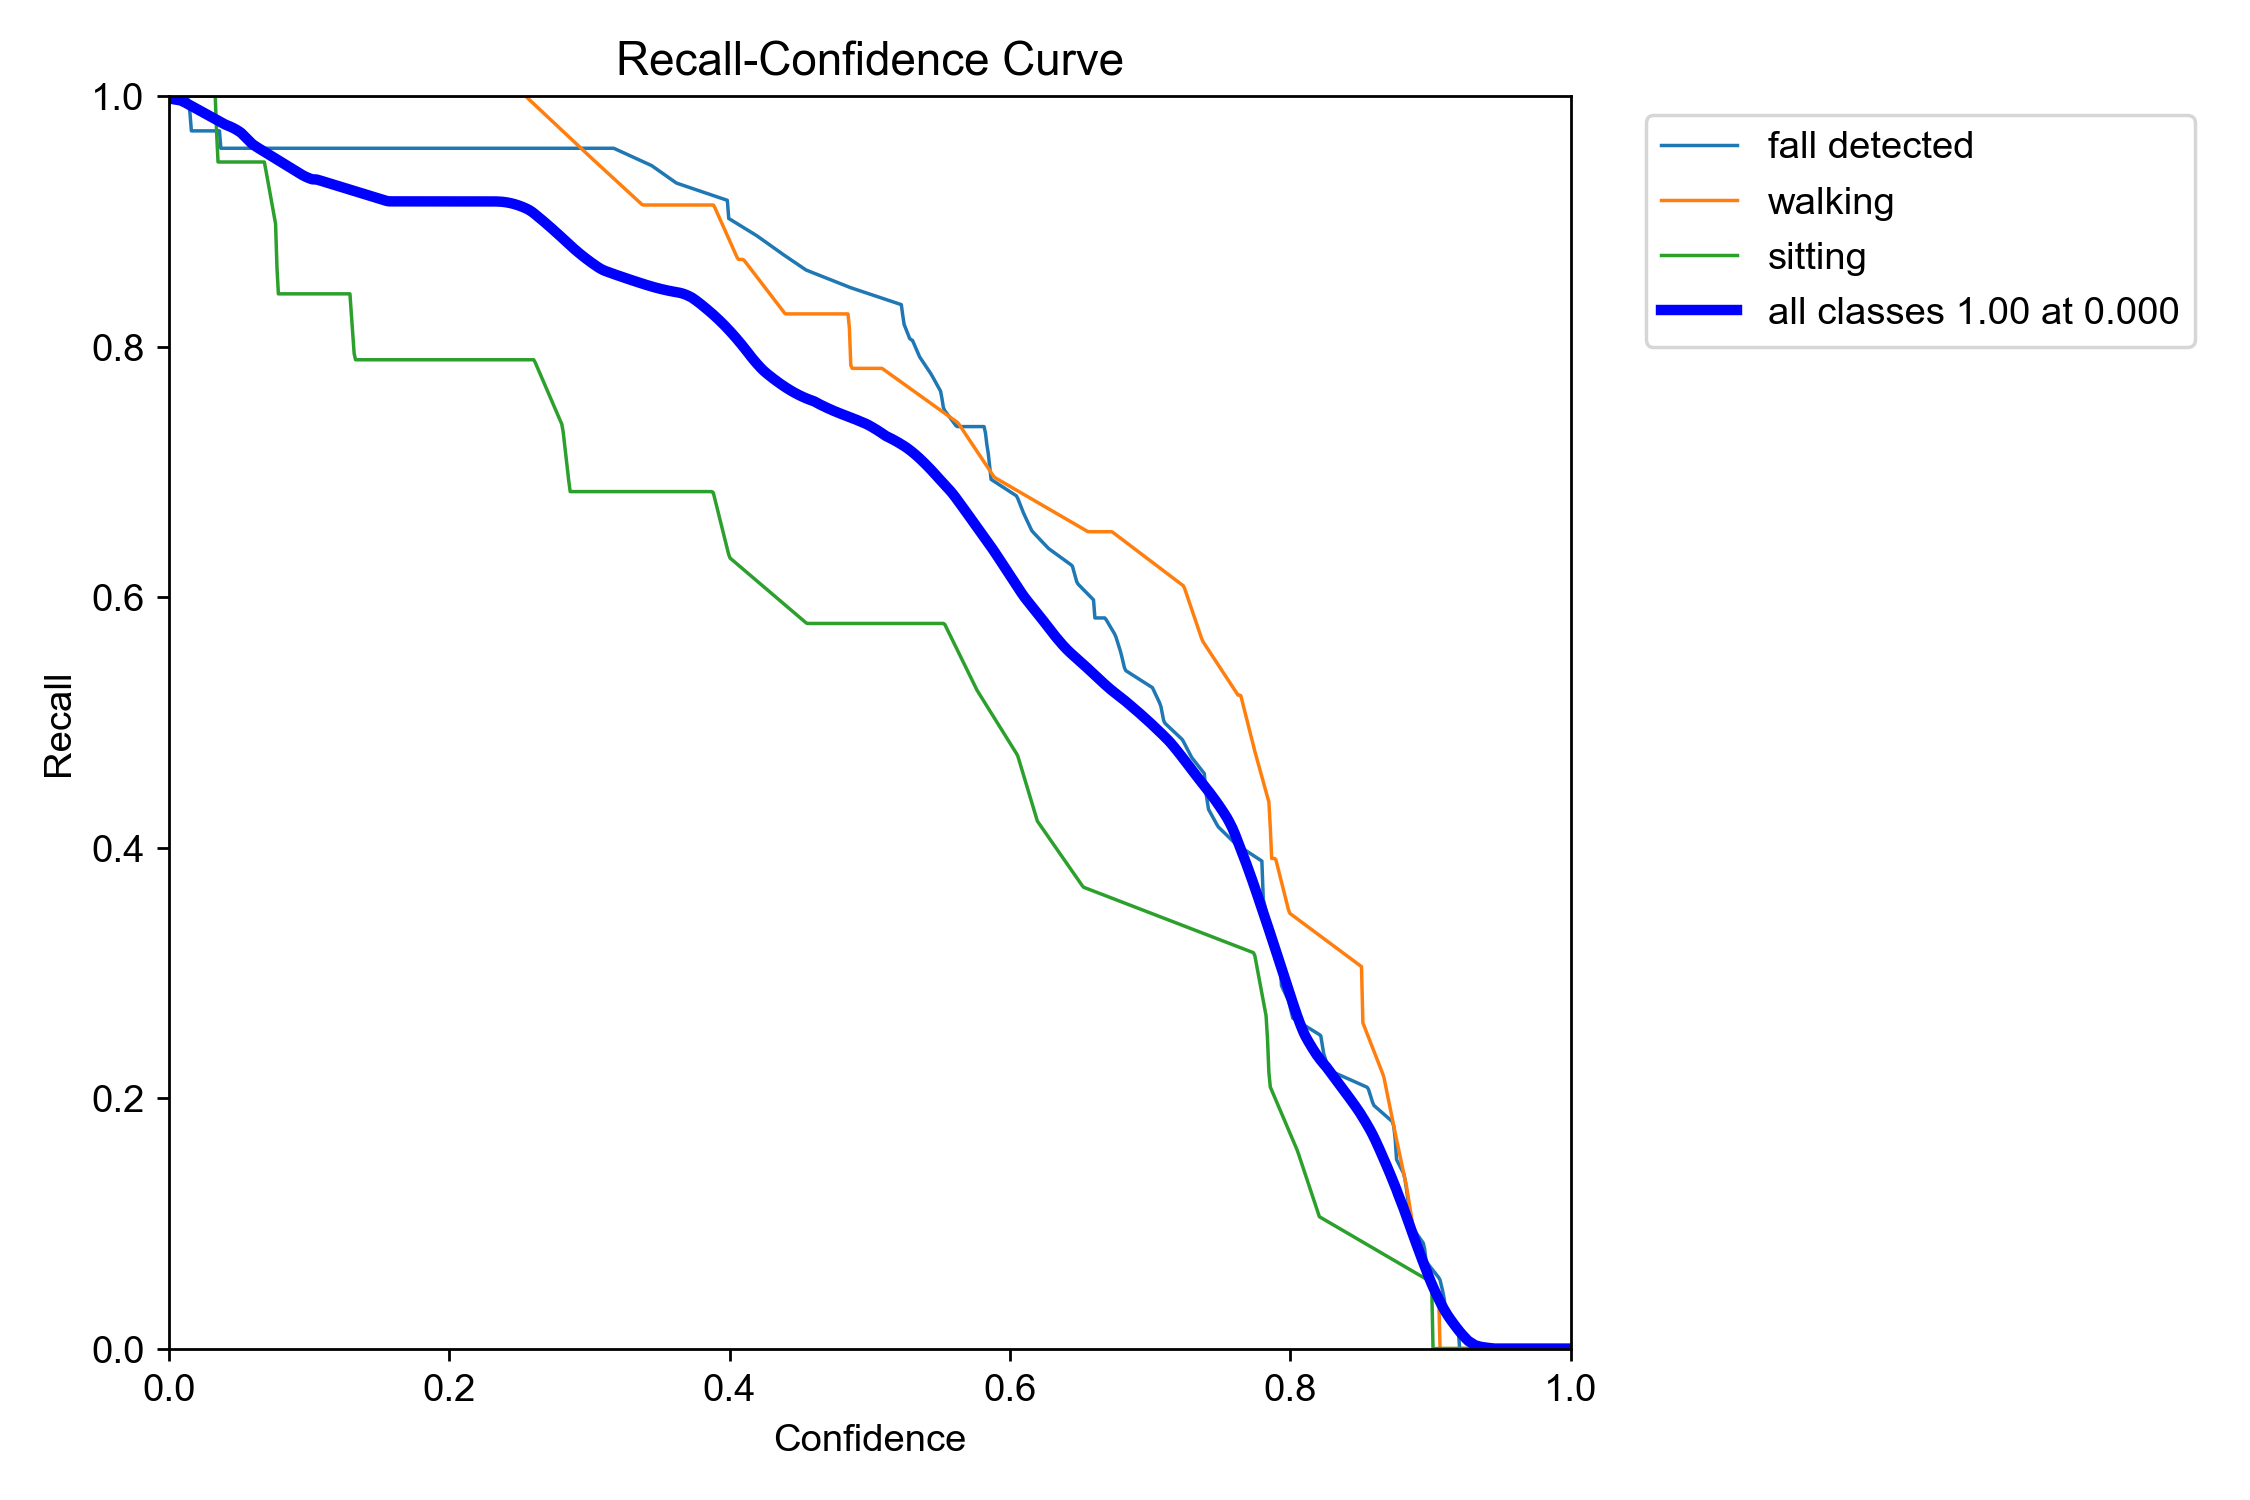 Recall-Confidence Curve
1.0
0.8
0.6
0.4
0.2
0.0
Recall
0.0 0.2 0.4 0.6 0.8 1.0
Confidence
fall detected
walking
sitting
all classes 1.00 at 0.000